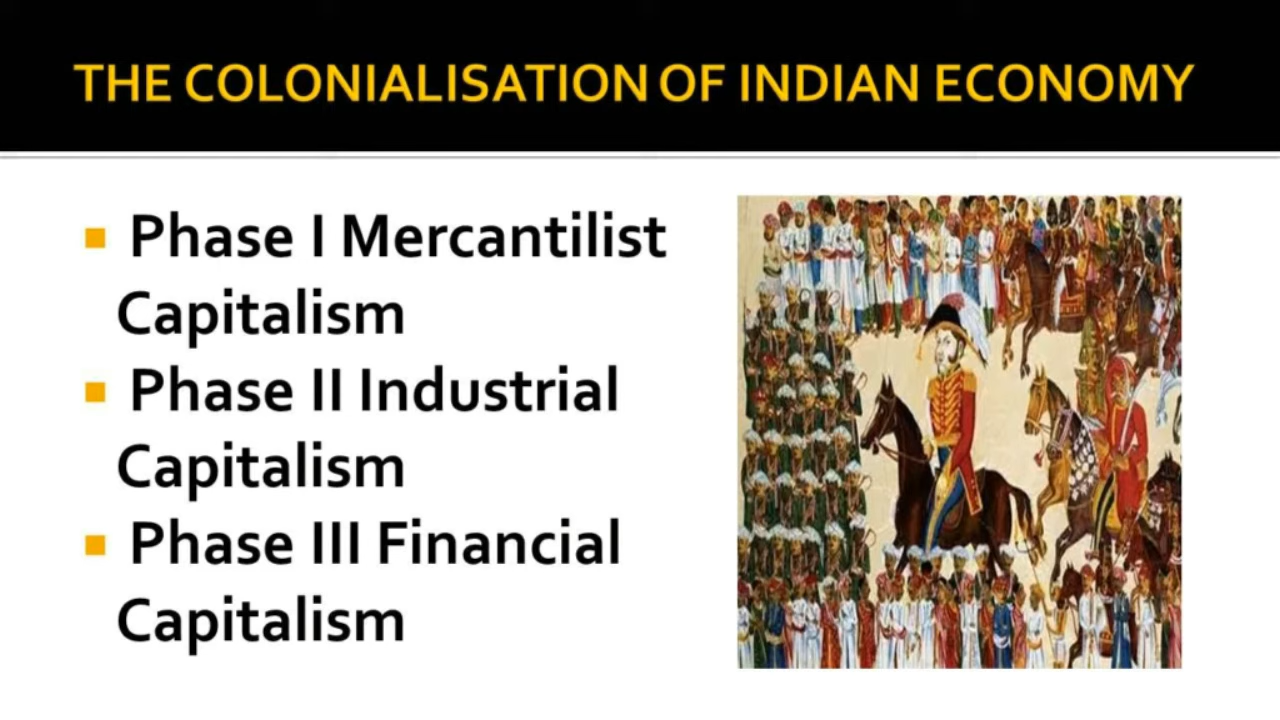 THE COLONIALISATION OF INDIAN ECONOMY
Phase I Mercantilist
Capitalism
Phase II Industrial
Capitalism
Phase III Financial
Capitalism